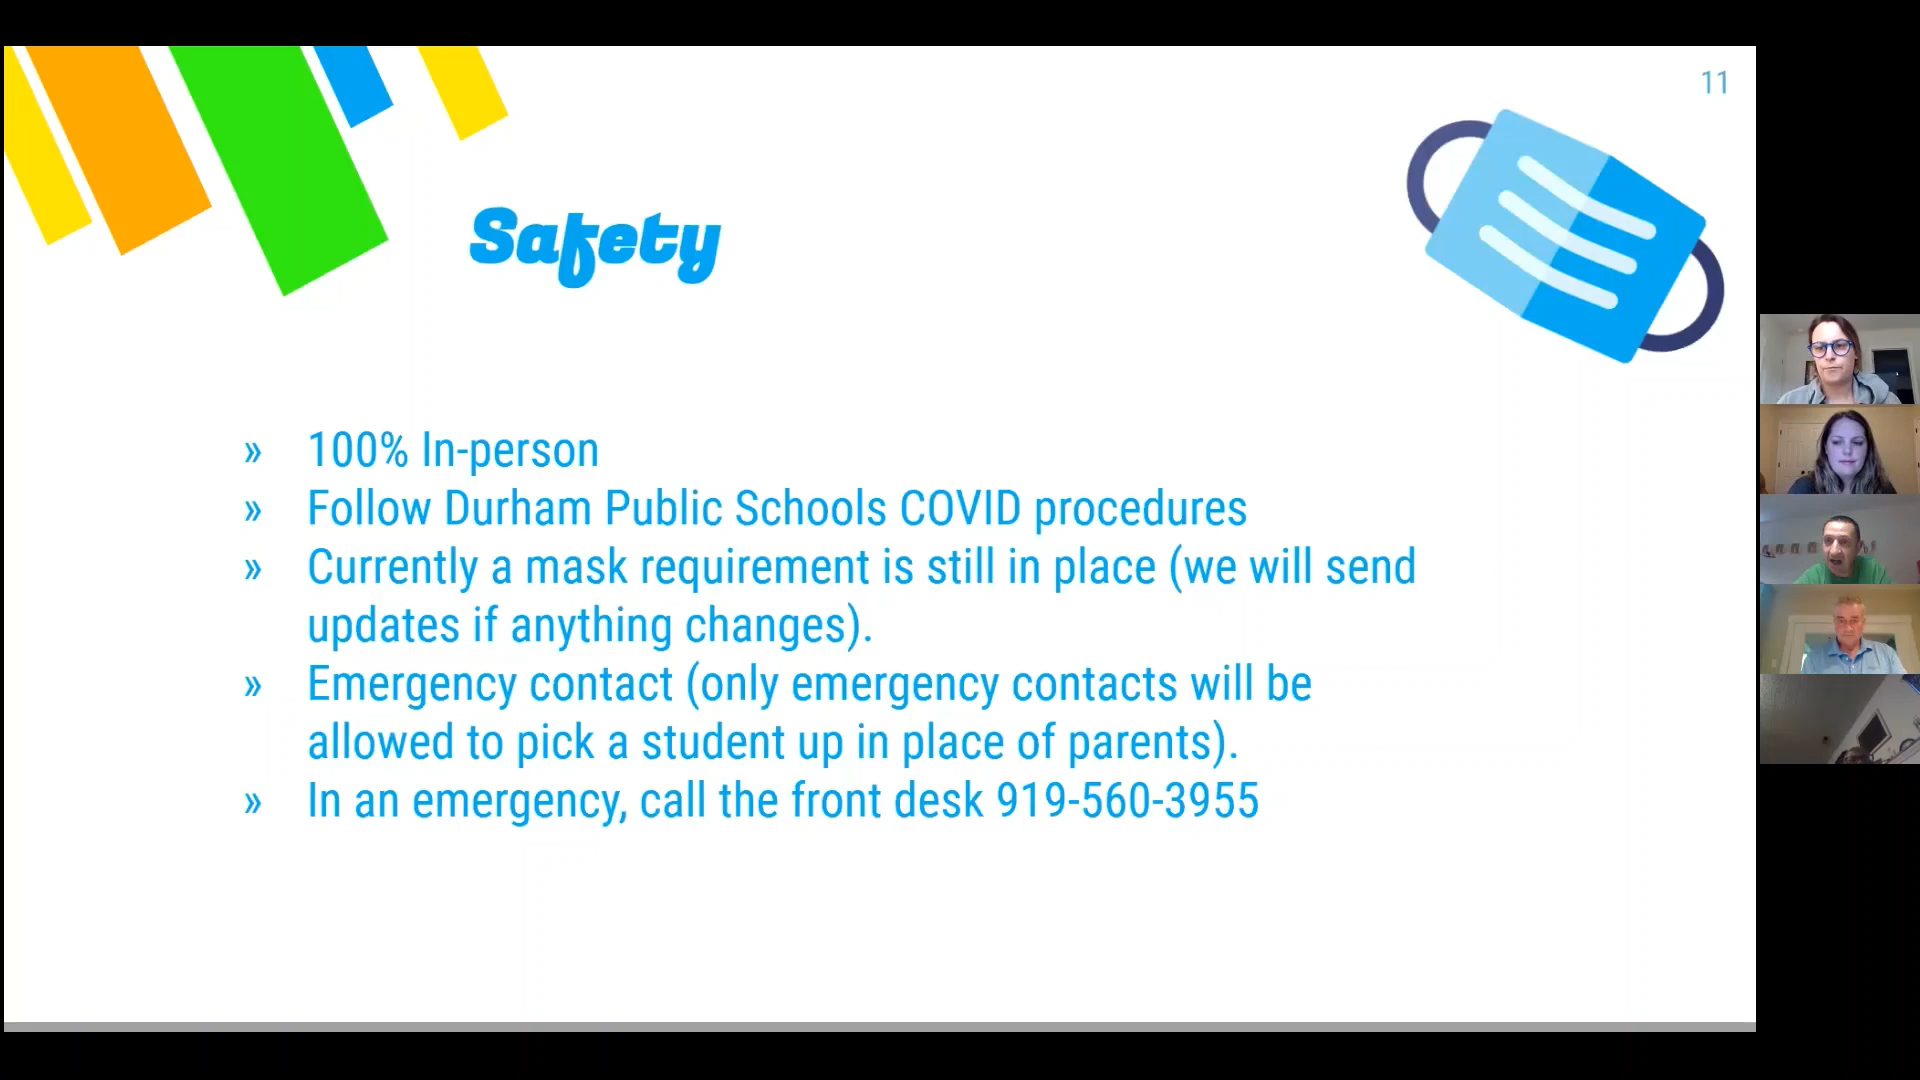 11
Safety
» 100% In-person
» Follow Durham Public Schools COVID procedures
» Currently a mask requirement is still in place (we will send
updates if anything changes).
» Emergency contact (only emergency contacts will be
allowed to pick a student up in place of parents).
» In an emergency, call the front desk 919-560-3955